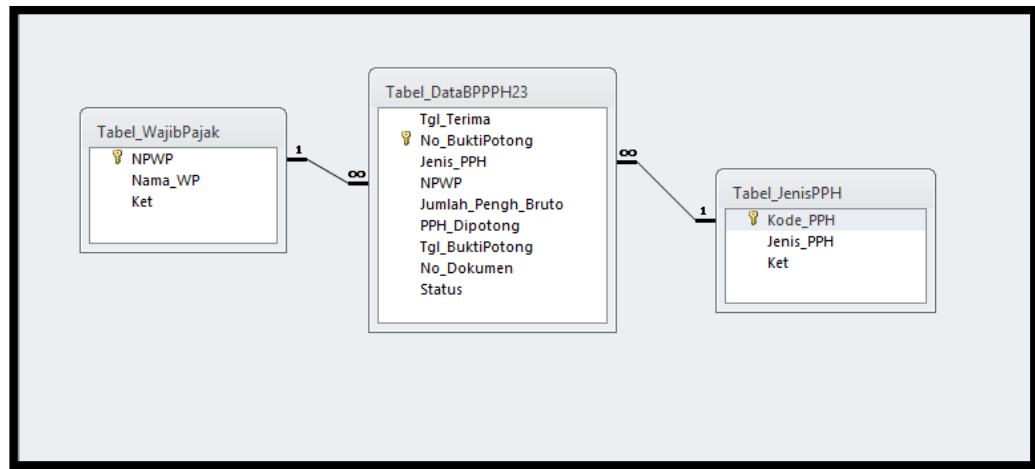 Tabel_WajibPajak
NPWP
Nama_WP
Ket
1
∞
Tabel_DataBPPPH23
Tgl_Terima
No_BuktiPotong
Jenis_PPH
NPWP
Jumlah_Pengh_Bruto
PPH_Dipotong
Tgl_BuktiPotong
No_Dokumen
Status
∞
1
Tabel_JenisPPH
Kode_PPH
Jenis_PPH
Ket